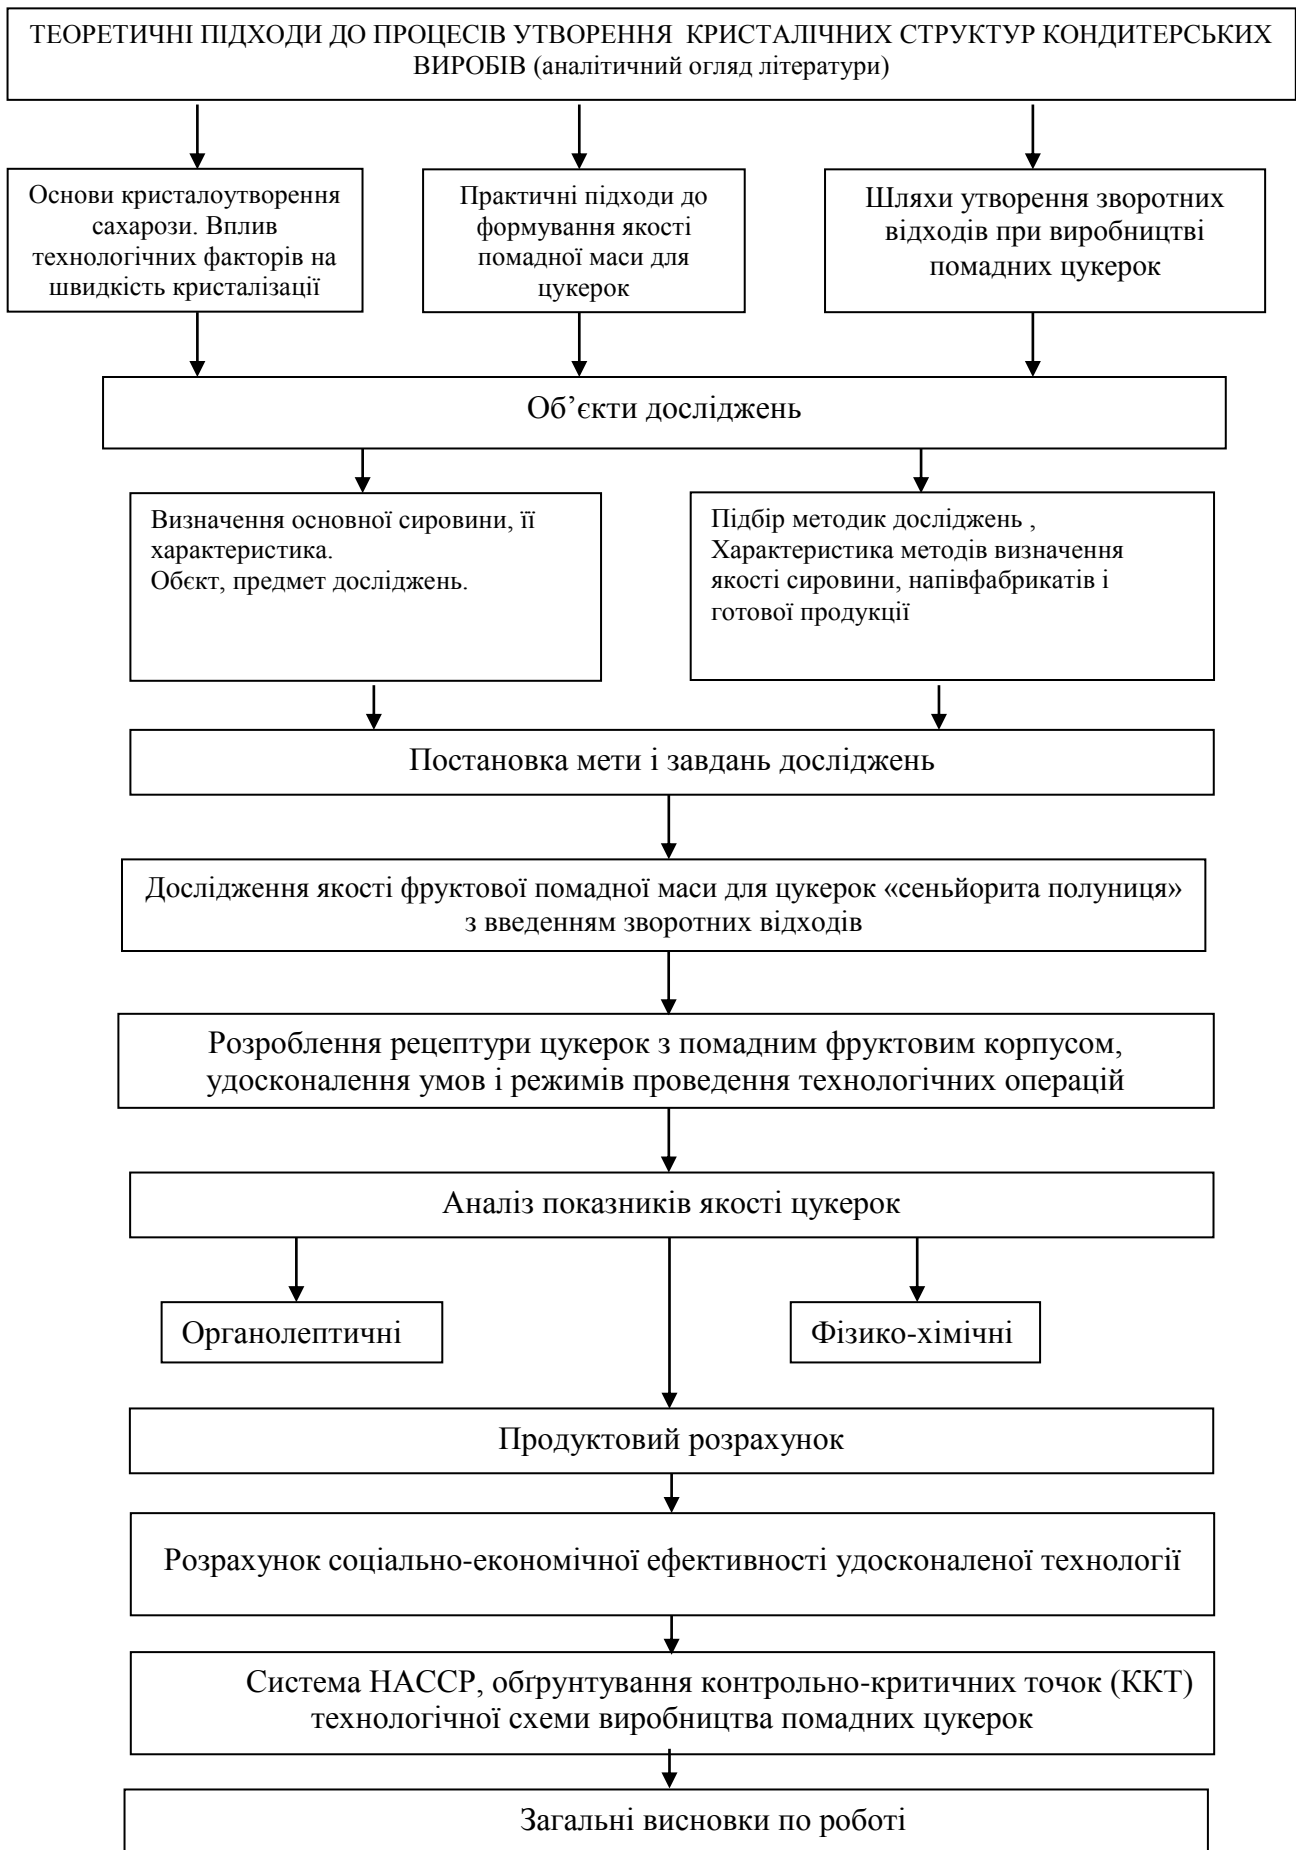 ТЕОРЕТИЧНІ ПІДХОДИ ДО ПРОЦЕСІВ УТВОРЕННЯ КРИСТАЛІЧНИХ СТРУКТУР КОНДИТЕРСЬКИХ
ВИРОБІВ (аналітичний огляд літератури)
Основи кристалоутворення
сахарози. Вплив
технологічних факторів на
швидкість кристалізації
Практичні підходи до
формування якості
помадної маси для
цукерок
Шляхи утворення зворотних
відходів при виробництві
помадних цукерок
Об’єкти досліджень
Визначення основної сировини, її
характеристика.
Обєкт, предмет досліджень.
Підбір методик досліджень ,
Характеристика методів визначення
якості сировини, напівфабрикатів і
готової продукції
Постановка мети і завдань досліджень
Дослідження якості фруктової помадної маси для цукерок «сеньйорита полуниця»
з введенням зворотних відходів
Розроблення рецептури цукерок з помадним фруктовим корпусом,
удосконалення умов і режимів проведення технологічних операцій
Аналіз показників якості цукерок
Органолептичні
Фізико-хімічні
Продуктовий розрахунок
Розрахунок соціально-економічної ефективності удосконаленої технології
Система НАССР, обґрунтування контрольно-критичних точок (ККТ)
технологічної схеми виробництва помадних цукерок
Загальні висновки по роботі